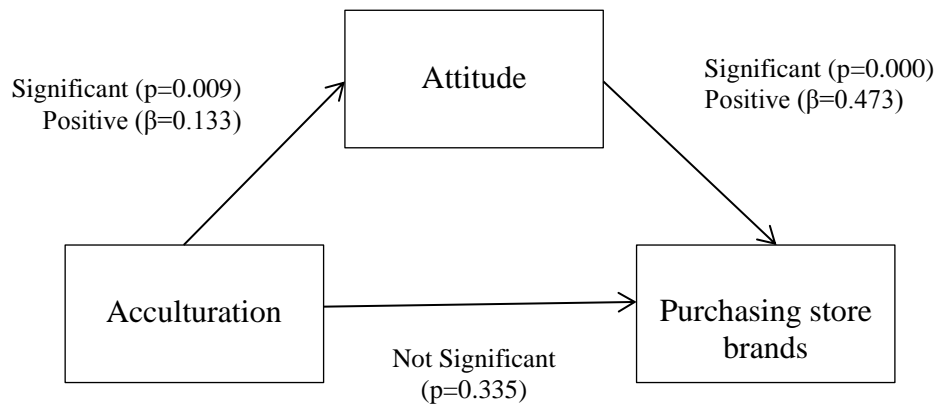 Attitude
Significant (p=0.009)
Positive (β=0.133)
Significant (p=0.000)
Positive (β=0.473)
Acculturation
Purchasing store
brands
Not Significant
(p=0.335)